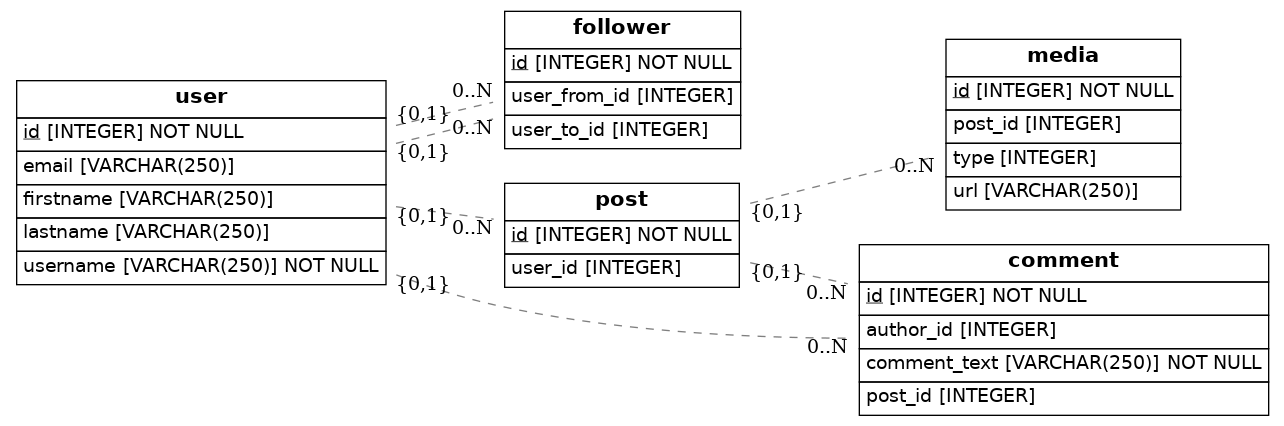 user
id [INTEGER] NOT NULL
email [VARCHAR(250)]
firstname [VARCHAR(250)]
lastname [VARCHAR(250)]
username [VARCHAR(250)] NOT NULL
{0,1}
{0,1}
{0,1}
{0,1}
0..N
0..N
0..N
follower
id [INTEGER] NOT NULL
user_from_id [INTEGER]
user_to_id [INTEGER]
post
id [INTEGER] NOT NULL
user_id [INTEGER]
{0,1}
{0,1}
0..N
0..N
0..N
media
id [INTEGER] NOT NULL
post_id [INTEGER]
type [INTEGER]
url [VARCHAR(250)]
comment
id [INTEGER] NOT NULL
author_id [INTEGER]
comment_text [VARCHAR(250)] NOT NULL
post_id [INTEGER]